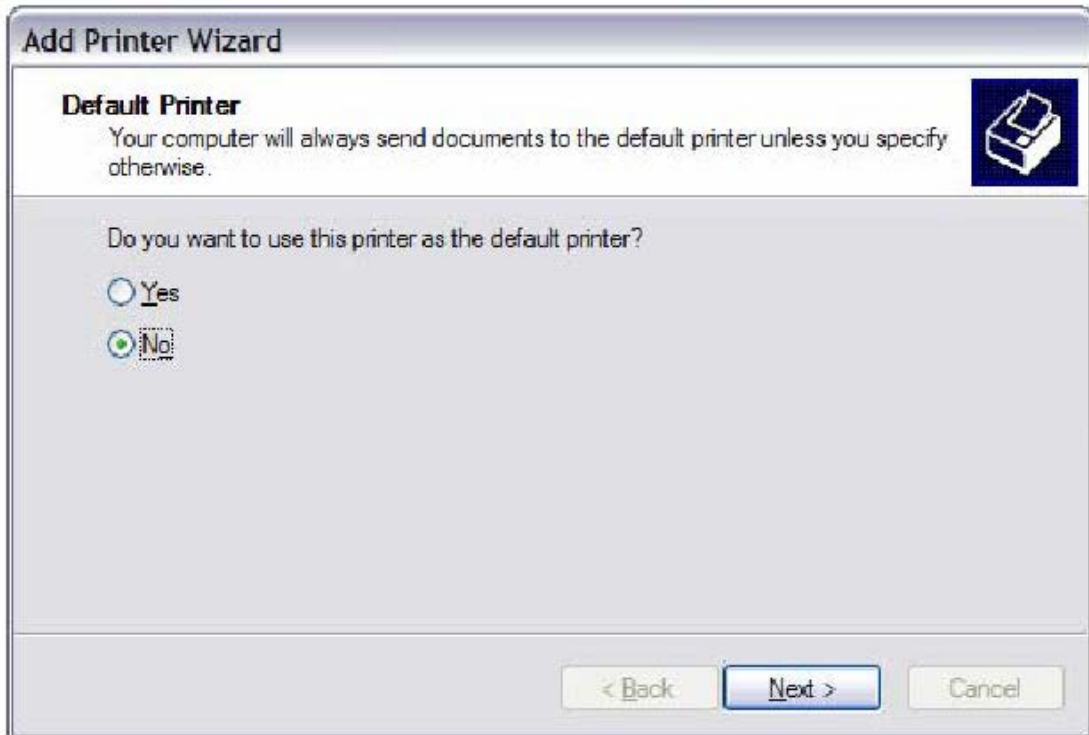 Add Printer Wizard
Default Printer
Your computer will always send documents to the default printer unless you specify
otherwise.
Do you want to use this printer as the default printer?
Yes
No
< Back
Next >
Cancel